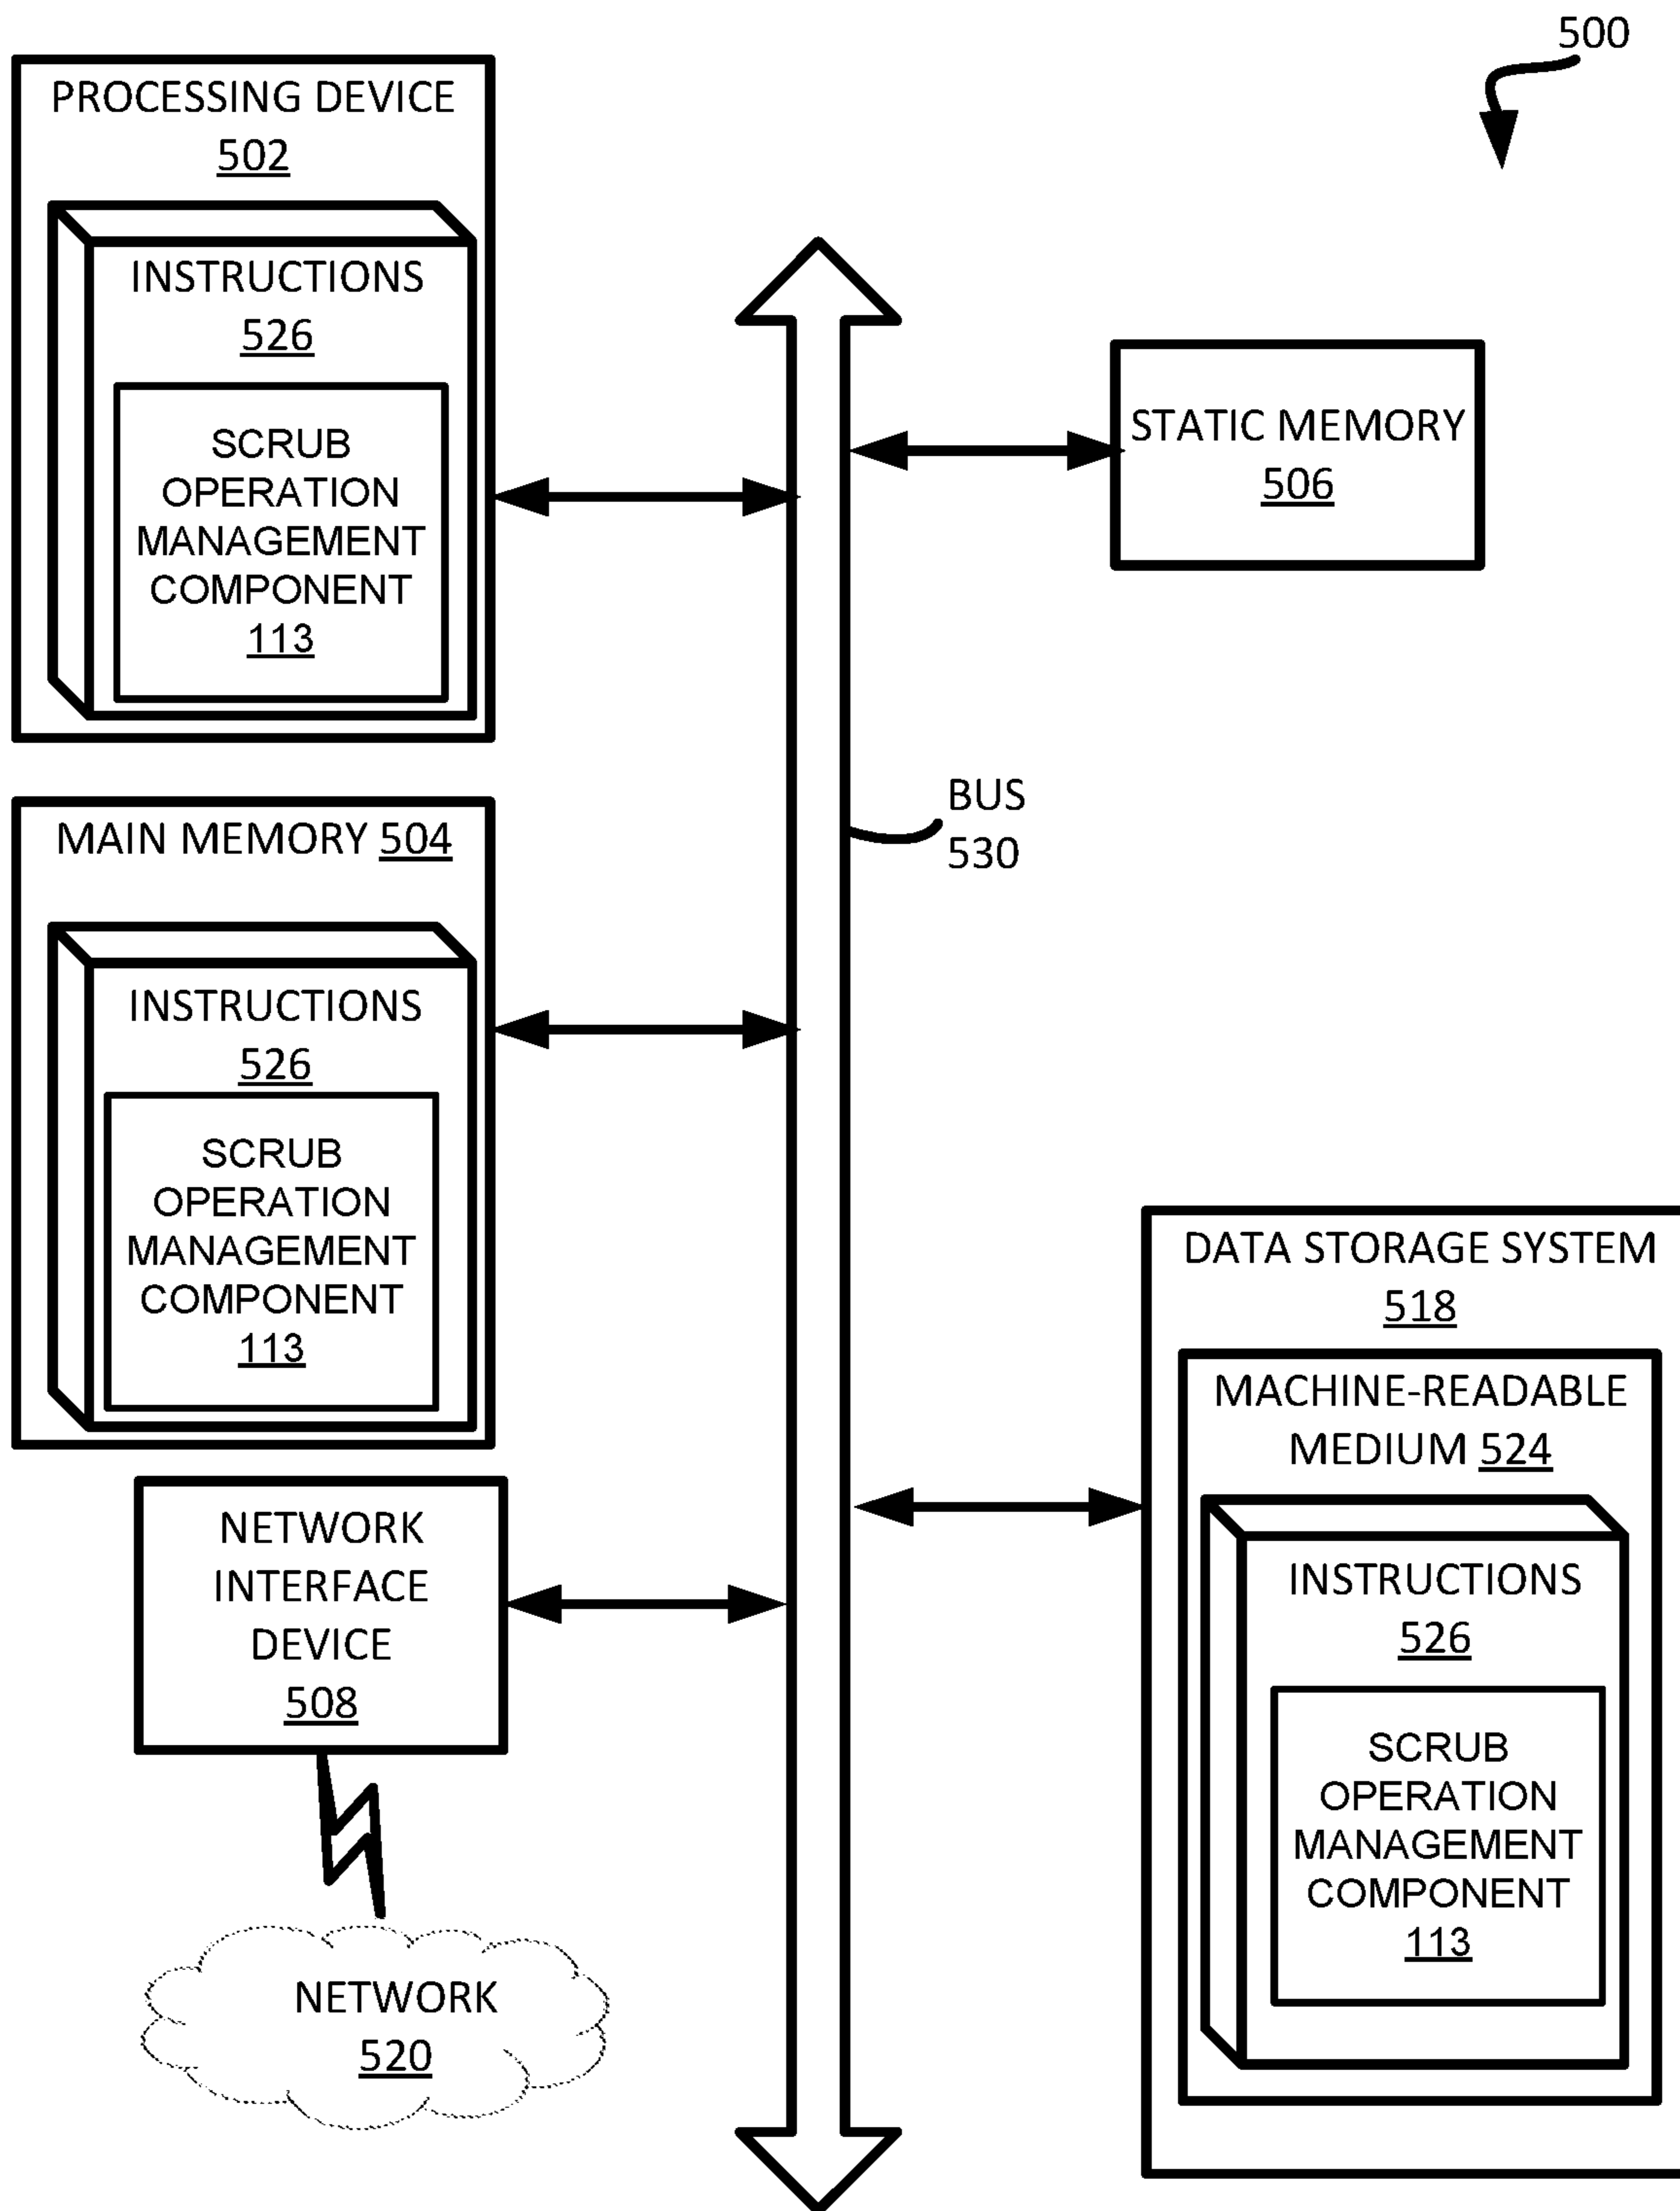 500
PROCESSING DEVICE
502
INSTRUCTIONS
526
SCRUB
OPERATION
MANAGEMENT
COMPONENT
113
STATIC MEMORY
506
BUS
530
MAIN MEMORY 504
INSTRUCTIONS
526
SCRUB
OPERATION
MANAGEMENT
COMPONENT
113
DATA STORAGE SYSTEM
518
MACHINE-READABLE
MEDIUM 524
INSTRUCTIONS
526
SCRUB
OPERATION
MANAGEMENT
COMPONENT
113
NETWORK
INTERFACE
DEVICE
508
NETWORK
520